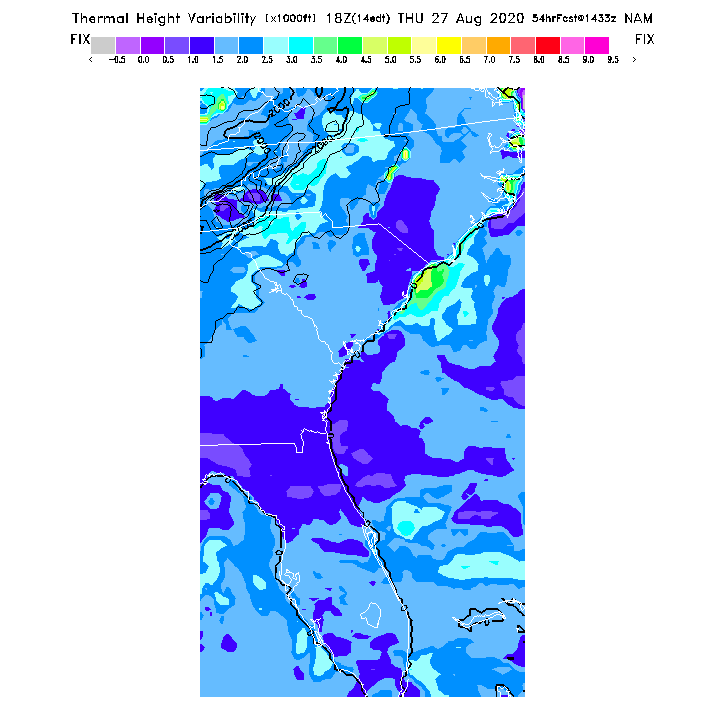 Thermal Height Variability [x1000ft] 18Z(14edt) THU 27 Aug 2020 54hrFcst@1433z NAM
FIX FIX
< -0.5 0.0 0.5 1.0 1.5 2.0 2.5 3.0 3.5 4.0 4.5 5.0 5.5 6.0 6.5 7.0 7.5 8.0 8.5 9.0 9.5 >
2000
2000
2000